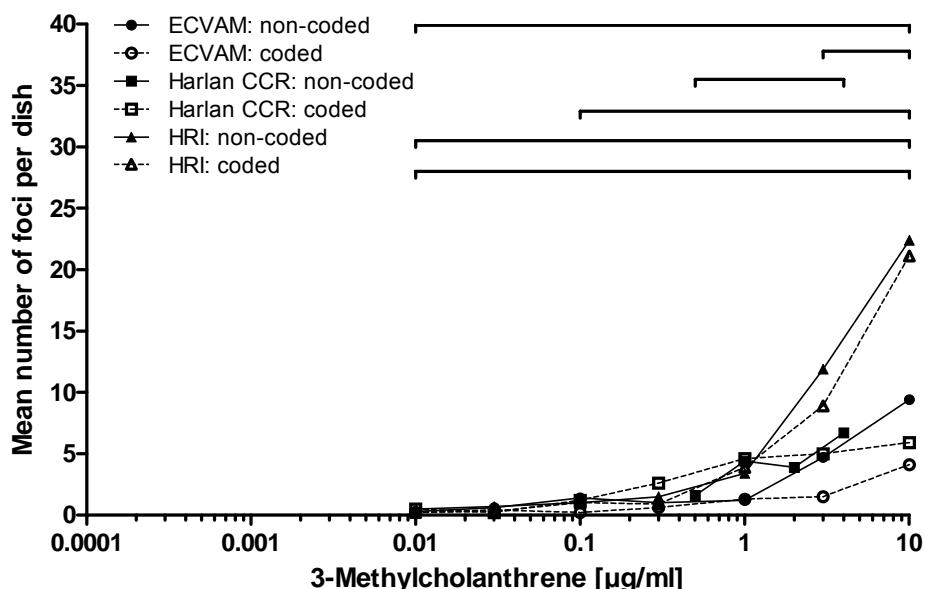 Mean number of foci per dish
40
35
30
25
20
15
10
5
0
ECVAM: non-coded
ECVAM: coded
Harlan CCR: non-coded
Harlan CCR: coded
HRI: non-coded
HRI: coded
0.0001 0.001 0.01 0.1 1 10
3-Methylcholanthrene [µg/ml]